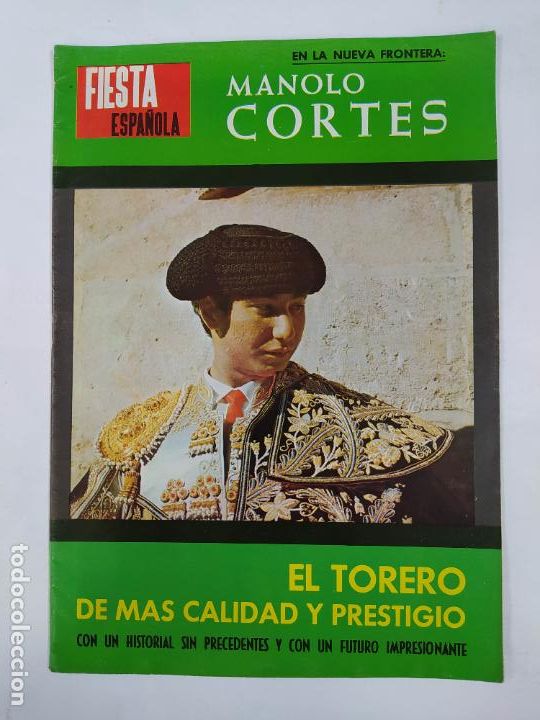 FIESTA
ESPAÑOLA
EN LA NUEVA FRONTERA:
MANOLO
CORTES
EL TORERO
DE MAS CALIDAD Y PRESTIGIO
CON UN HISTORIAL SIN PRECEDENTES Y CON UN FUTURO IMPRESIONANTE
todocoleccion.net